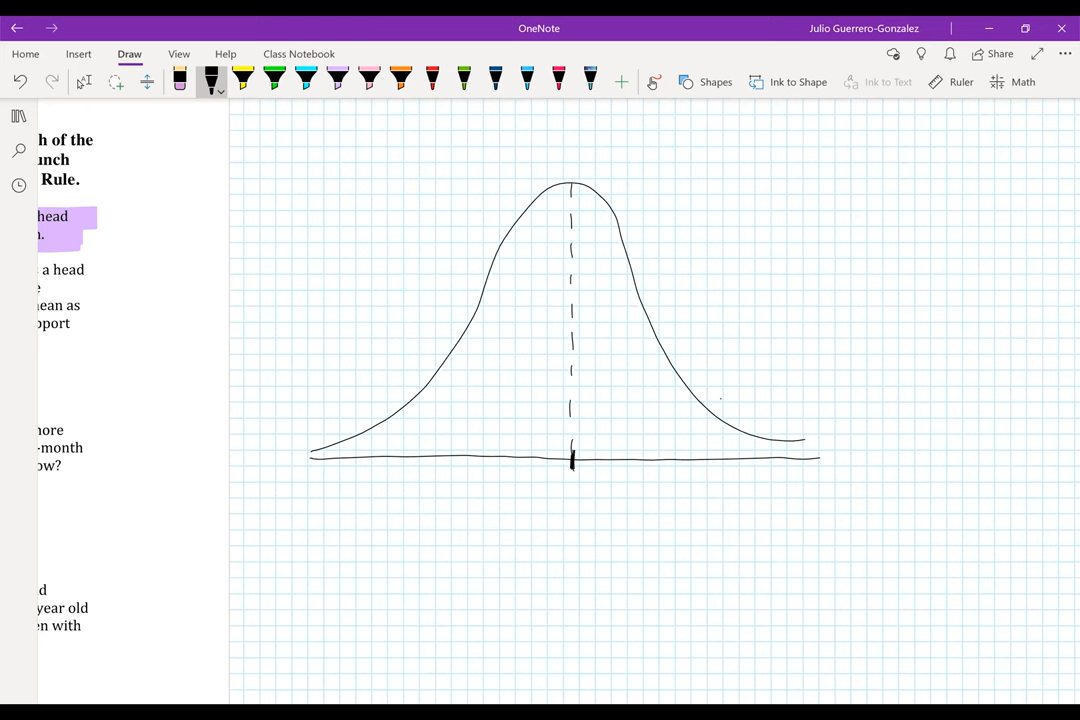 OneNote
Julio Guerrero-Gonzalez
Home Insert Draw View Help Class Notebook
Share
Shapes Ink to Shape Ink to Text Ruler Math
h of the
unch
Rule.
head
n.
s a head
e
nean as
pport
nore
-month
ow?
d
year old
en with